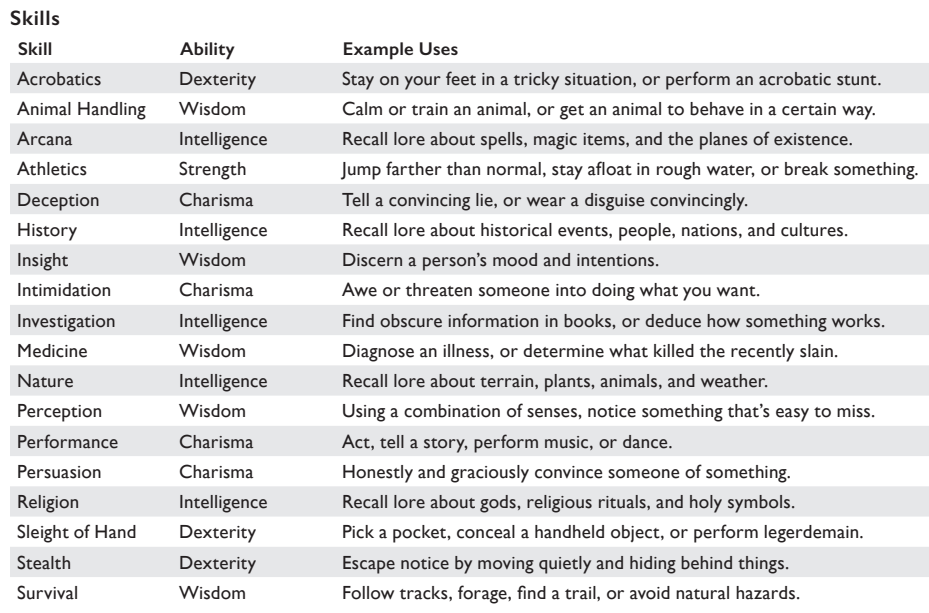 Skills
Skill Ability Example Uses
Acrobatics Dexterity Stay on your feet in a tricky situation, or perform an acrobatic stunt.
Animal Handling Wisdom Calm or train an animal, or get an animal to behave in a certain way.
Arcana Intelligence Recall lore about spells, magic items, and the planes of existence.
Athletics Strength Jump farther than normal, stay afloat in rough water, or break something.
Deception Charisma Tell a convincing lie, or wear a disguise convincingly.
History Intelligence Recall lore about historical events, people, nations, and cultures.
Insight Wisdom Discern a person’s mood and intentions.
Intimidation Charisma Awe or threaten someone into doing what you want.
Investigation Intelligence Find obscure information in books, or deduce how something works.
Medicine Wisdom Diagnose an illness, or determine what killed the recently slain.
Nature Intelligence Recall lore about terrain, plants, animals, and weather.
Perception Wisdom Using a combination of senses, notice something that’s easy to miss.
Performance Charisma Act, tell a story, perform music, or dance.
Persuasion Charisma Honestly and graciously convince someone of something.
Religion Intelligence Recall lore about gods, religious rituals, and holy symbols.
Sleight of Hand Dexterity Pick a pocket, conceal a handheld object, or perform legerdemain.
Stealth Dexterity Escape notice by moving quietly and hiding behind things.
Survival Wisdom Follow tracks, forage, find a trail, or avoid natural hazards.